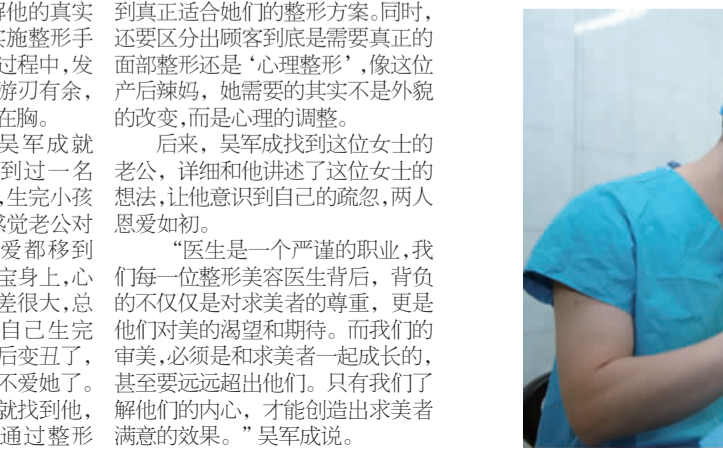 解他的真实
实施整形手
过程中,发
游刃有余,
在胸。
吴军成就
到过一名
,生完小孩
感觉老公对
爱都移到
宝身上,心
差很大,总
自己生完
后变丑了,
不爱她了。
就找到他,
通过整形
到真正适合她们的整形方案。同时,
还要区分出顾客到底是需要真正的
面部整形还是‘心理整形’,像这位
产后辣妈,她需要的其实不是外貌
的改变,而是心理的调整。
后来,吴军成找到这位女士的
老公,详细和他讲述了这位女士的
想法,让他意识到自己的疏忽,两人
恩爱如初。
“医生是一个严谨的职业,我
们每一位整形美容医生背后,背负
的不仅仅是对求美者的尊重,更是
他们对美的渴望和期待。而我们的
审美,必须是和求美者一起成长的,
甚至要远远超出他们。只有我们了
解他们的内心,才能创造出求美者
满意的效果。”吴军成说。